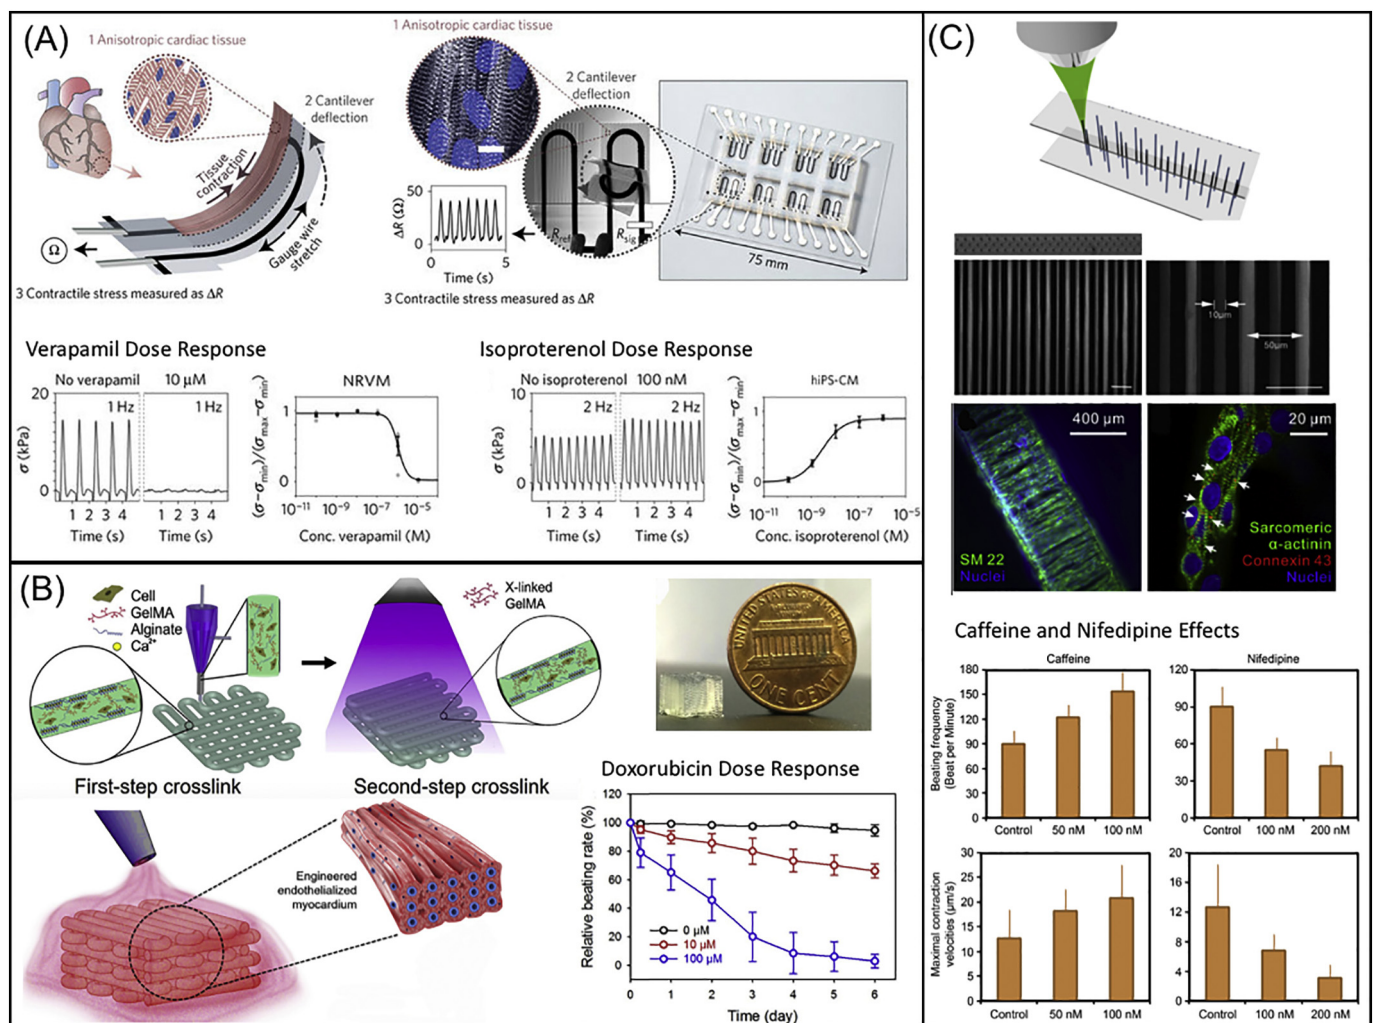 (A)
1 Anisotropic cardiac tissue
2 Cantilever
deflection
Tissue
contraction
Gauge wire
stretch
Ω
3 Contractile stress measured as ΔR
1 Anisotropic cardiac tissue
2 Cantilever
deflection
50
0
ΔR (Ω)
0
5
Time (s)
Rref
Rsig
75 mm
3 Contractile stress measured as ΔR
Verapamil Dose Response
No verapamil
10 μM
20
0
σ (kPa)
1 Hz
1 Hz
1 2 3 4
1 2 3 4
Time (s)
Time (s)
NRVM
(σ−σmin)/(σmax−σmin)
1
0
10⁻¹¹
10⁻⁹
10⁻⁷
10⁻⁵
Conc. verapamil (M)
Isoproterenol Dose Response
No isoproterenol
100 nM
10
0
σ (kPa)
2 Hz
2 Hz
1 2 3 4
1 2 3 4
Time (s)
Time (s)
hiPS-CM
(σ−σmin)/(σmax−σmin)
1
0
10⁻¹¹
10⁻⁹
10⁻⁷
10⁻⁵
Conc. isoproterenol (M)
(B)
Cell
GelMA
Alginate
Ca²⁺
X-linked
GelMA
First-step crosslink
Second-step crosslink
UNITED STATES OF AMERICA
ONE CENT
Engineered
endothelialized
myocardium
Doxorubicin Dose Response
Relative beating rate (%)
120
100
80
60
40
20
0
0 μM
10 μM
100 μM
0 1 2 3 4 5 6
Time (day)
(C)
10μm
50μm
400 μm
SM 22
Nuclei
20 μm
Sarcomeric
α-actinin
Connexin 43
Nuclei
Caffeine and Nifedipine Effects
Caffeine
Beating frequency
(Beat per Minute)
180
150
120
90
60
30
0
Control
50 nM
100 nM
Nifedipine
120
90
60
30
0
Control
100 nM
200 nM
Maximal contraction
velocities (μm/s)
30
25
20
15
10
5
0
Control
50 nM
100 nM
20
16
12
8
4
0
Control
100 nM
200 nM